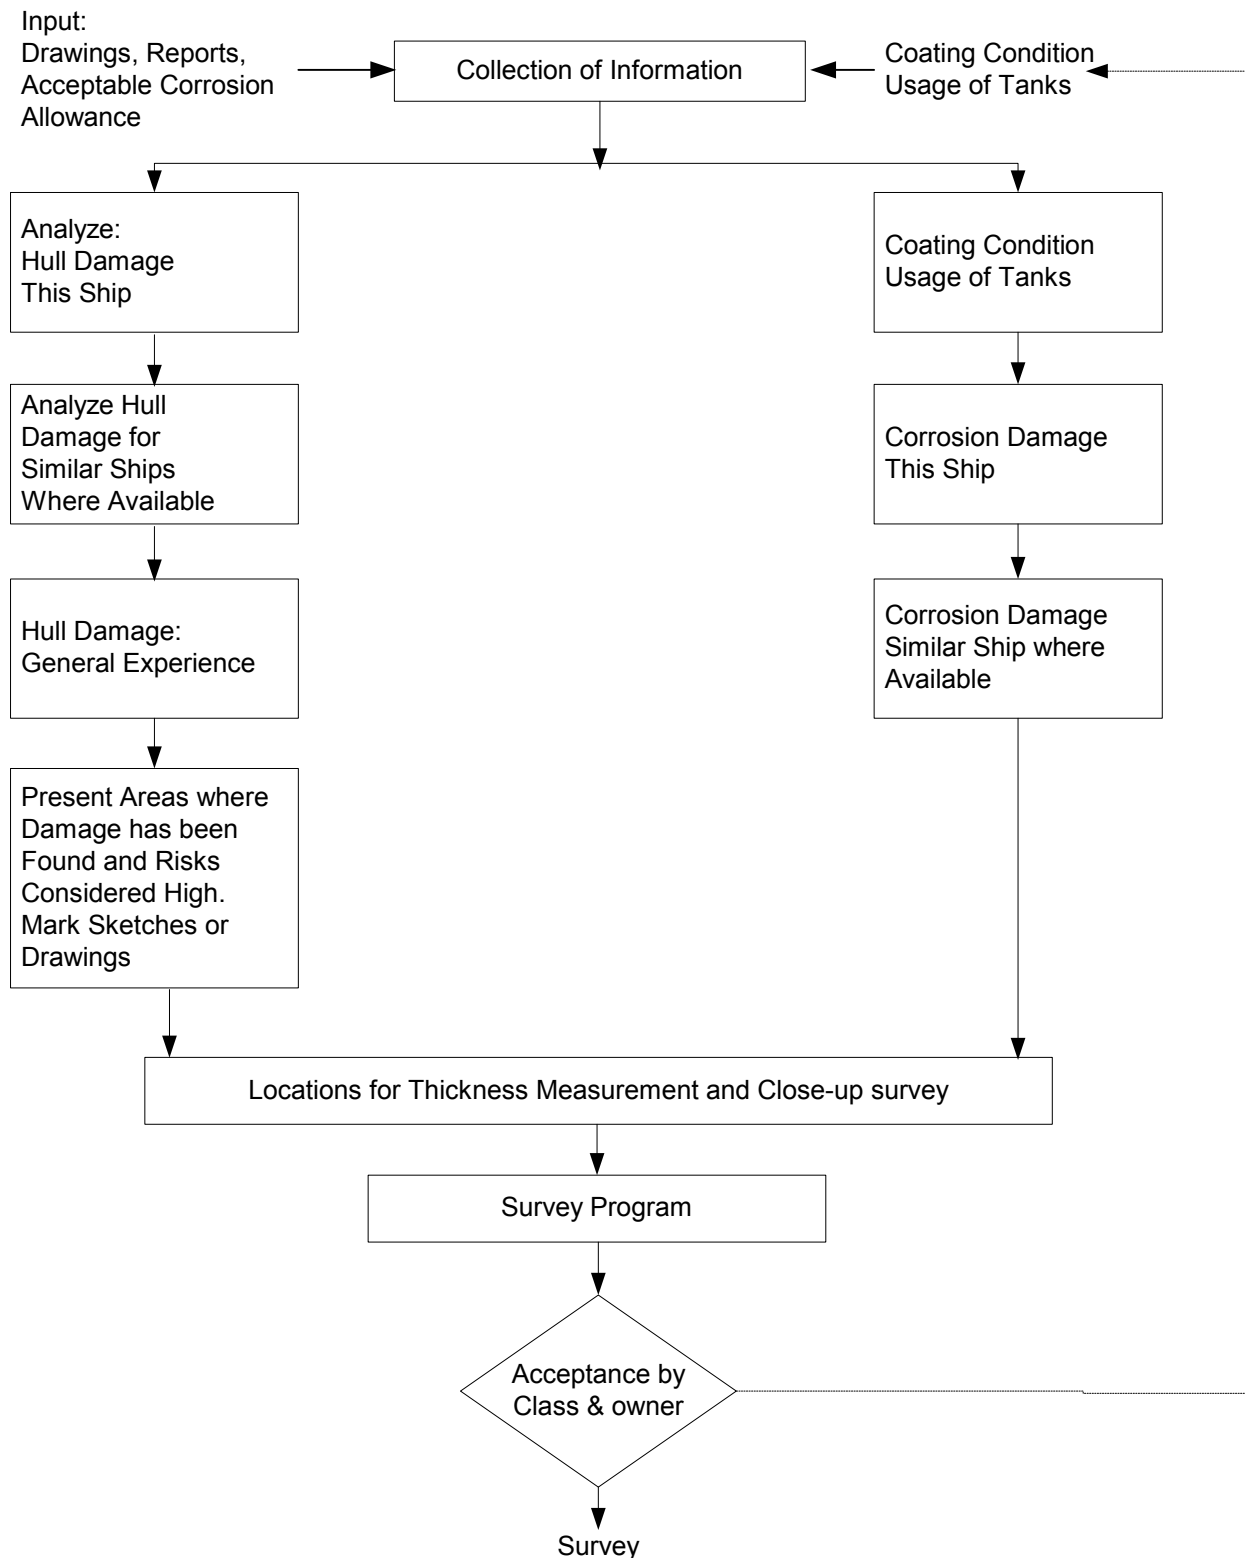 Input:
Drawings, Reports,
Acceptable Corrosion
Allowance
Collection of Information
Coating Condition
Usage of Tanks
Analyze:
Hull Damage
This Ship
Coating Condition
Usage of Tanks
Analyze Hull
Damage for
Similar Ships
Where Available
Corrosion Damage
This Ship
Hull Damage:
General Experience
Corrosion Damage
Similar Ship where
Available
Present Areas where
Damage has been
Found and Risks
Considered High.
Mark Sketches or
Drawings
Locations for Thickness Measurement and Close-up survey
Survey Program
Acceptance by
Class & owner
Survey